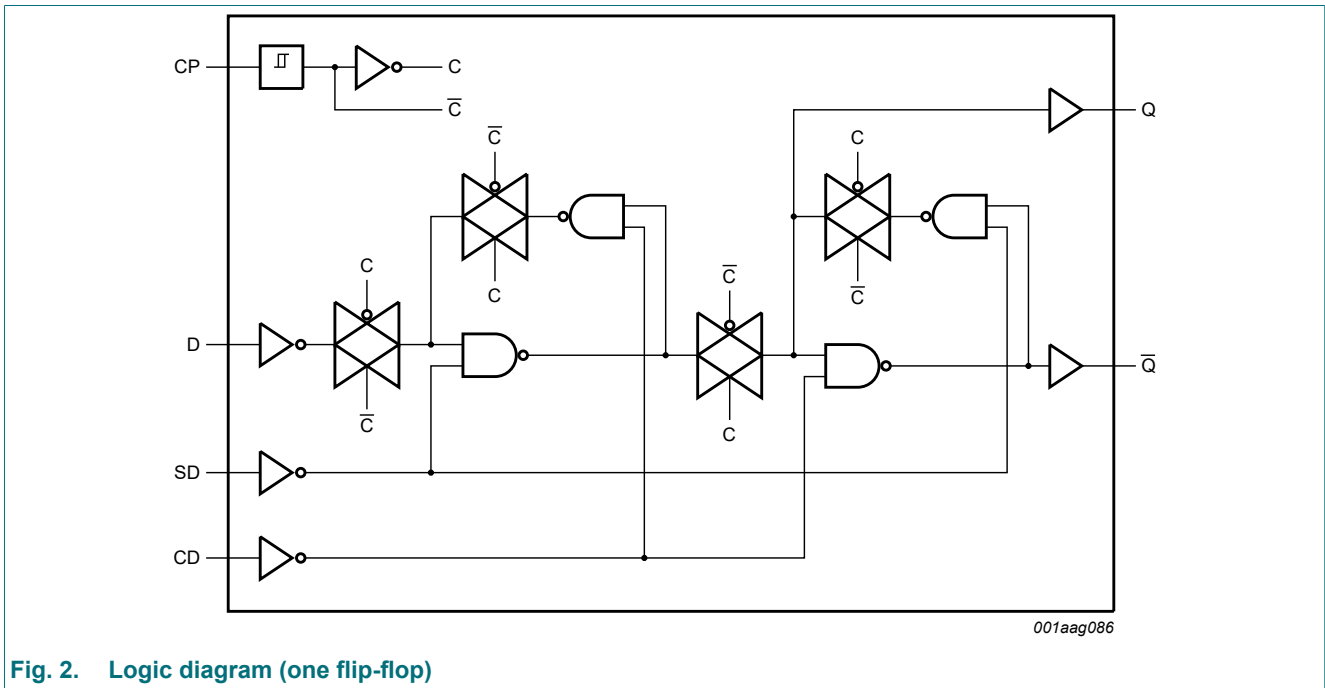 CP
C
C̅
Q
C̅
C
C
C̅
C
C̅
D
Q̅
C̅
C
SD
CD
001aag086
Fig. 2. Logic diagram (one flip-flop)